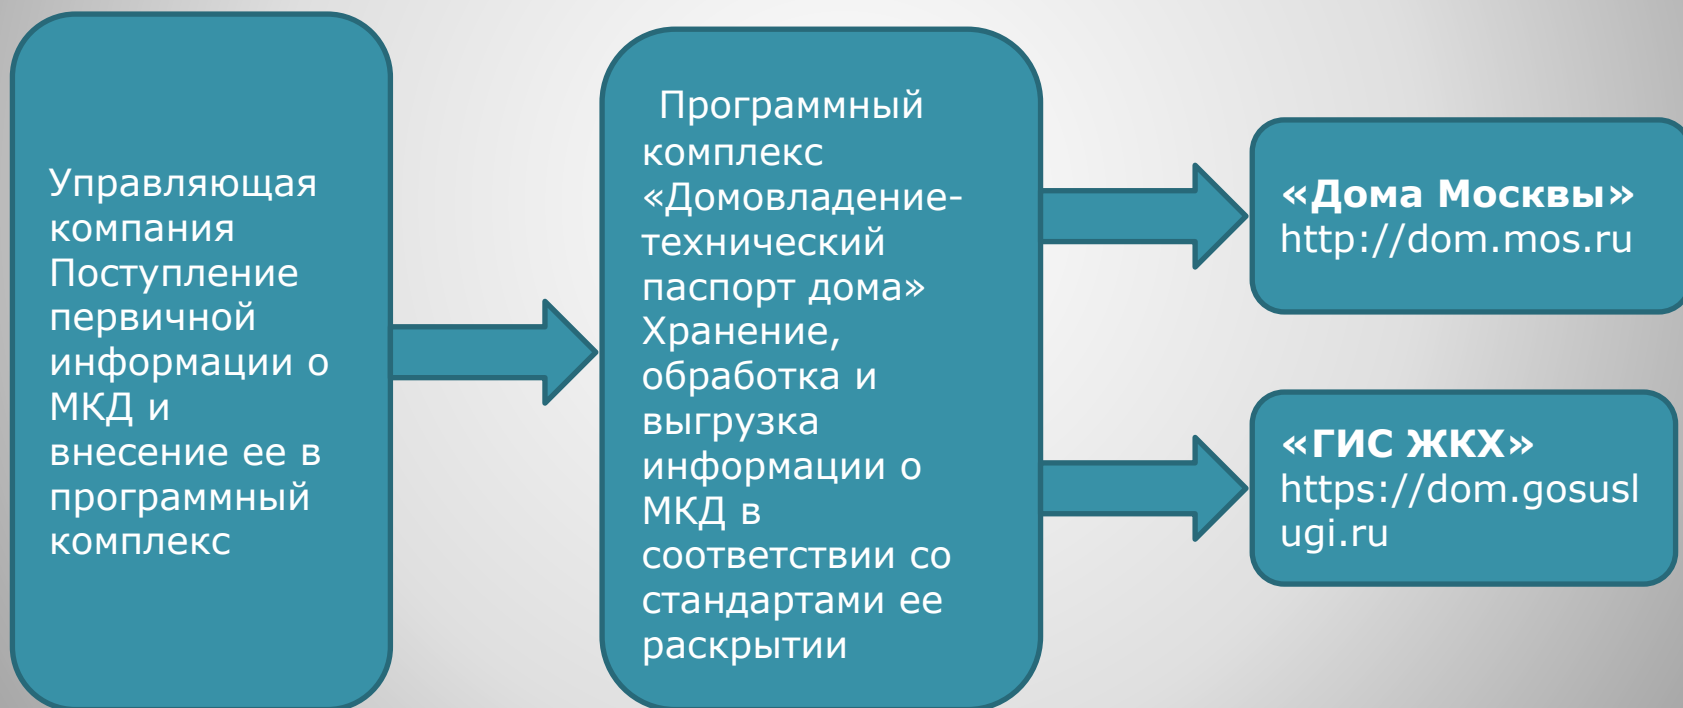 Управляющая
компания
Поступление
первичной
информации о
МКД и
внесение ее в
программный
комплекс
Программный
комплекс
«Домовладение-
технический
паспорт дома»
Хранение,
обработка и
выгрузка
информации о
МКД в
соответствии со
стандартами ее
раскрытии
«Дома Москвы»
http://dom.mos.ru
«ГИС ЖКХ»
https://dom.gosusl
ugi.ru